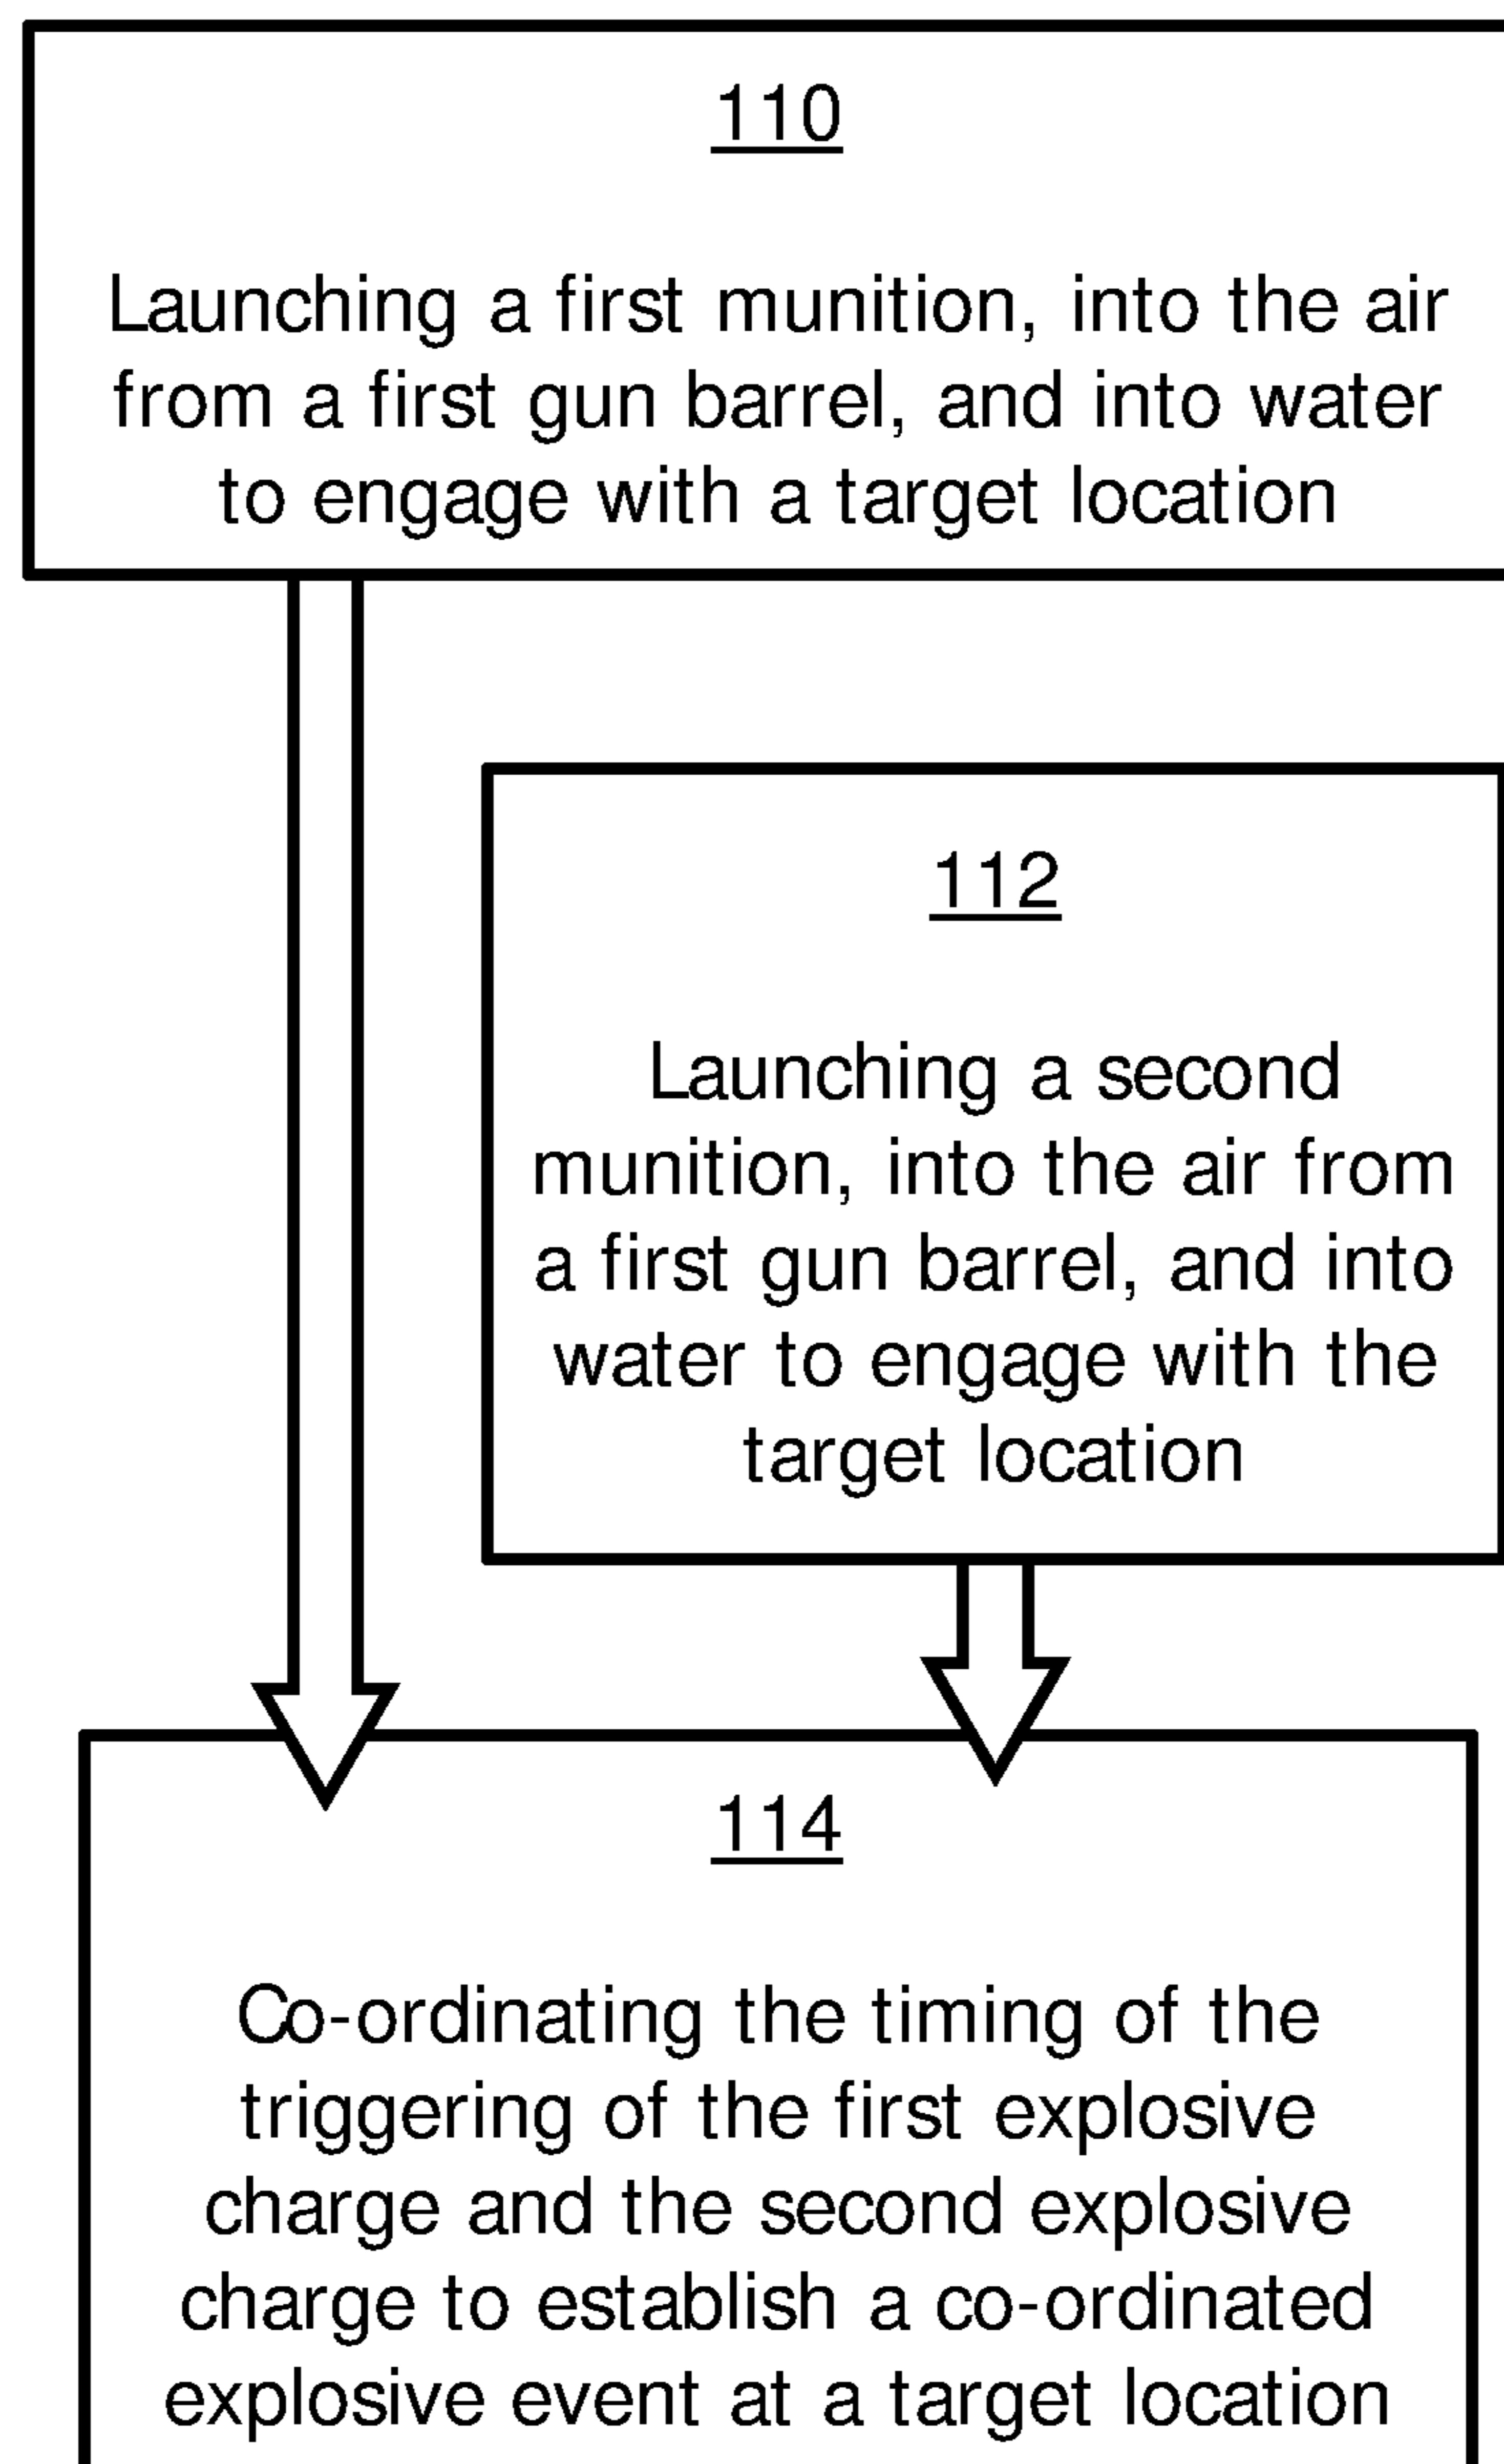 110
Launching a first munition, into the air
from a first gun barrel, and into water
to engage with a target location
112
Launching a second
munition, into the air from
a first gun barrel, and into
water to engage with the
target location
114
Co-ordinating the timing of the
triggering of the first explosive
charge and the second explosive
charge to establish a co-ordinated
explosive event at a target location